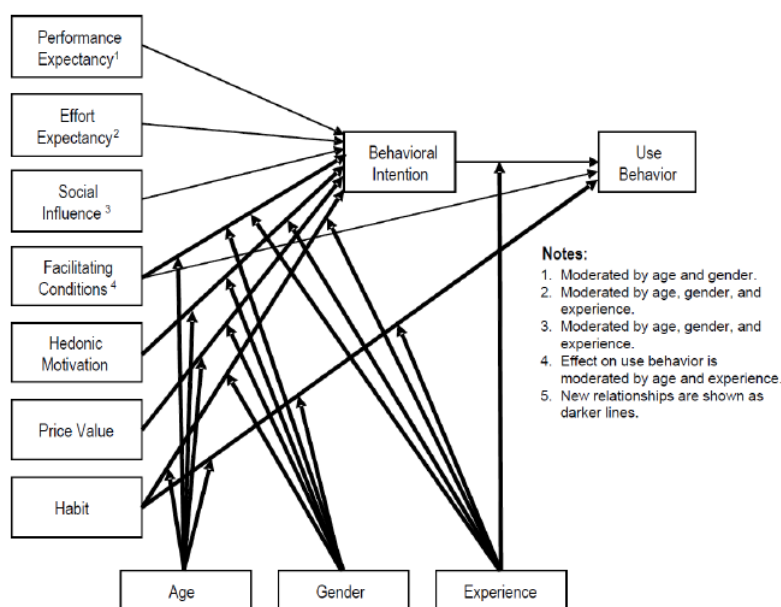 Performance
Expectancy1
Effort
Expectancy2
Social
Influence 3
Facilitating
Conditions 4
Hedonic
Motivation
Price Value
Habit
Behavioral
Intention
Use
Behavior
Notes:
1. Moderated by age and gender.
2. Moderated by age, gender, and
experience.
3. Moderated by age, gender, and
experience.
4. Effect on use behavior is
moderated by age and experience.
5. New relationships are shown as
darker lines.
Age
Gender
Experience